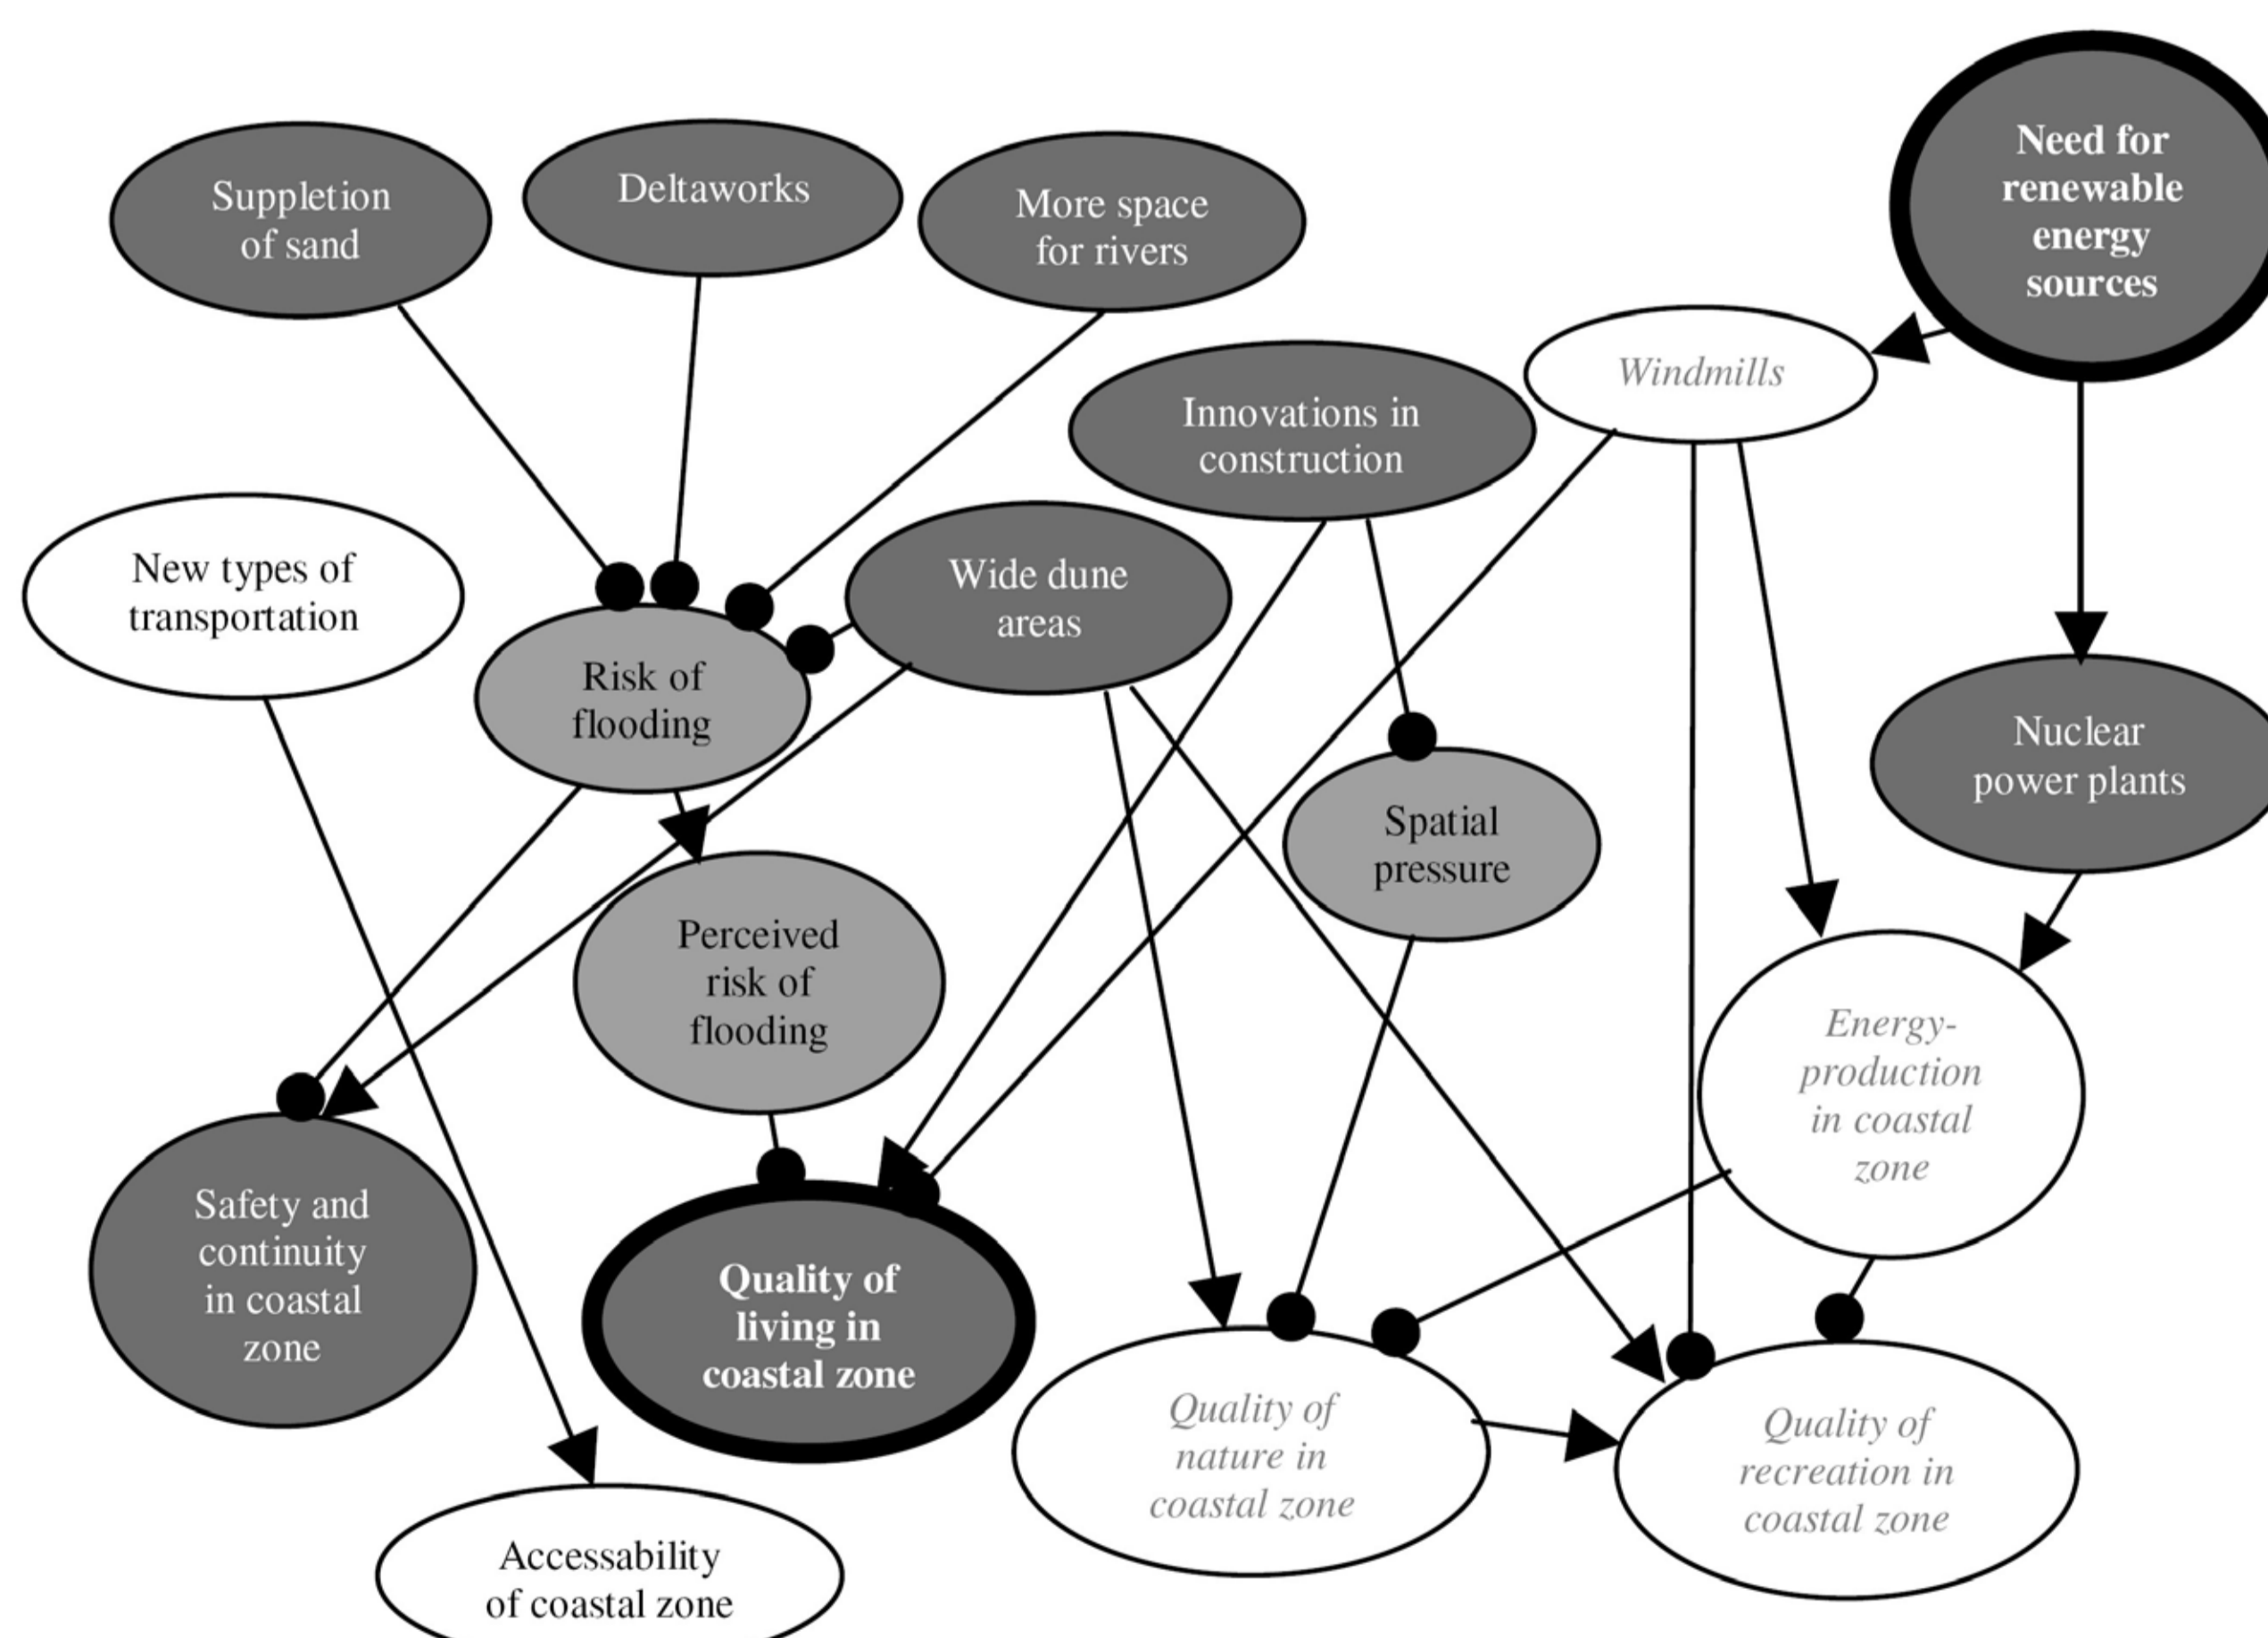 Need for
renewable
energy
sources
Suppletion
of sand
Deltaworks
More space
for rivers
Windmills
Innovations in
construction
New types of
transportation
Wide dune
areas
Risk of
flooding
Nuclear
power plants
Spatial
pressure
Perceived
risk of
flooding
Energy-
production
in coastal
zone
Safety and
continuity
in coastal
zone
Quality of
living in
coastal zone
Quality of
nature in
coastal zone
Quality of
recreation in
coastal zone
Accessability
of coastal zone